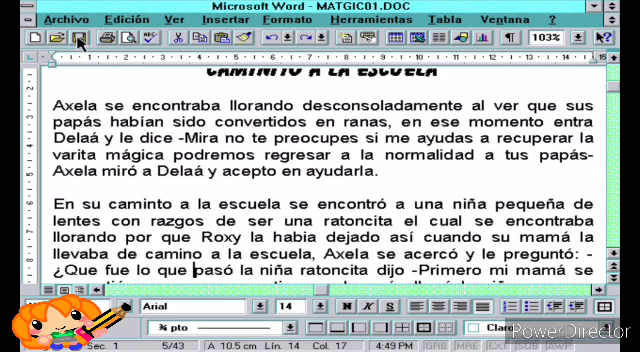 Microsoft Word - MATGIC01.DOC
Archivo Edición Ver Insertar Formato Herramientas Tabla Ventana ?
103%
CAMINITO A LA ESCUELA
Axela se encontraba llorando desconsoladamente al ver que sus
papás habían sido convertidos en ranas, en ese momento entra
Delaá y le dice -Mira no te preocupes si me ayudas a recuperar la
varita mágica podremos regresar a la normalidad a tus papás-
Axela miró a Delaá y acepto en ayudarla.
En su caminto a la escuela se encontró a una niña pequeña de
lentes con razgos de ser una ratoncita el cual se encontraba
llorando por que Roxy la habia dejado así cuando su mamá la
llevaba de camino a la escuela, Axela se acercó y le preguntó: -
¿Que fue lo que pasó la niña ratoncita dijo -Primero mi mamá se
Arial 14 N K S
¾ pto Claro
PowerDirector
Sec. 1 5/43 A 10.5 cm Lín. 14 Col. 17 4:49 PM GRB MRE EXT SOB AWP